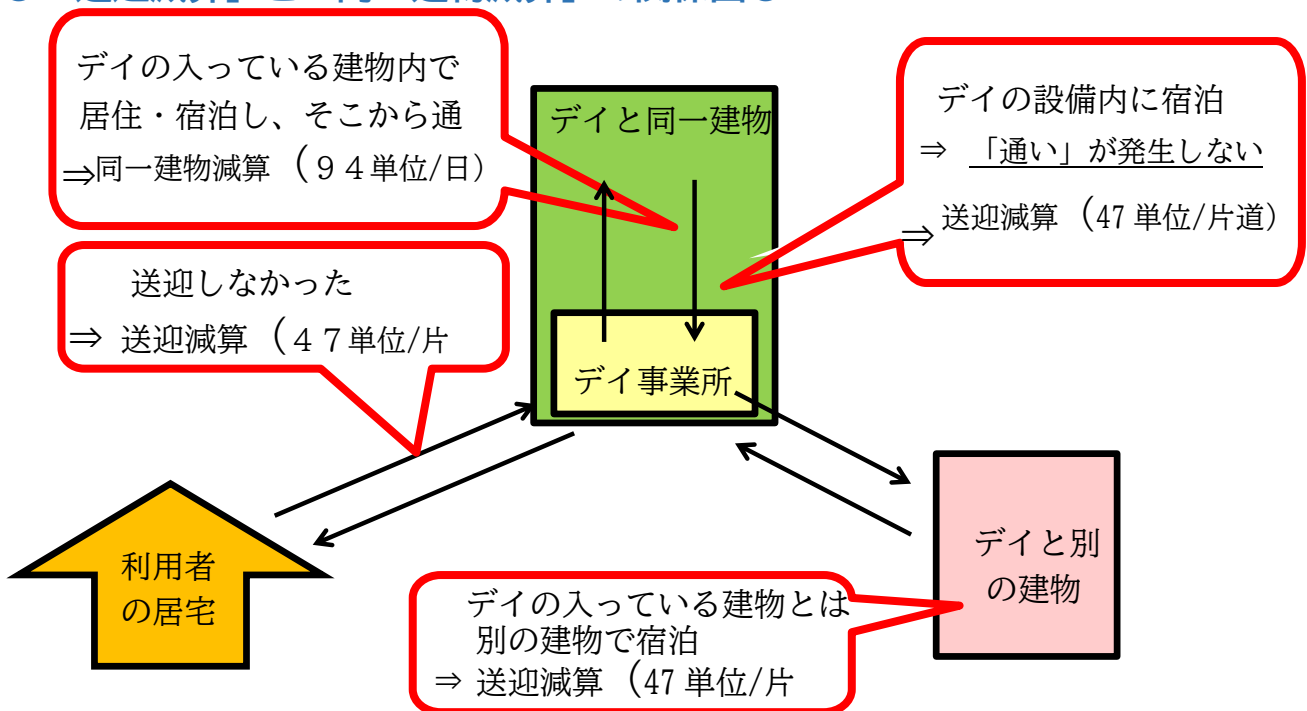 デイの入っている建物内で
居住・宿泊し、そこから通
⇒同一建物減算(94単位/日)
デイと同一建物
デイの設備内に宿泊
⇒ 「通い」が発生しない
⇒ 送迎減算(47単位/片道)
送迎しなかった
⇒ 送迎減算(47単位/片
デイ事業所
利用者
の居宅
デイと別
の建物
デイの入っている建物とは
別の建物で宿泊
⇒ 送迎減算(47単位/片